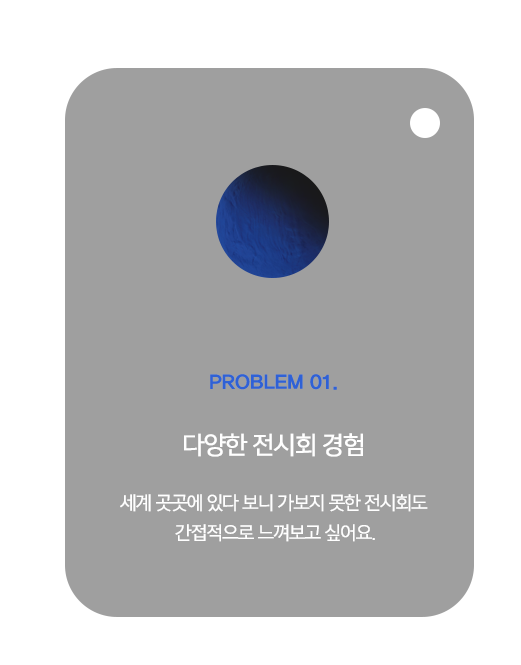 PROBLEM 01.
다양한 전시회 경험
세계 곳곳에 있다 보니 가보지 못한 전시회도
간접적으로 느껴보고 싶어요.